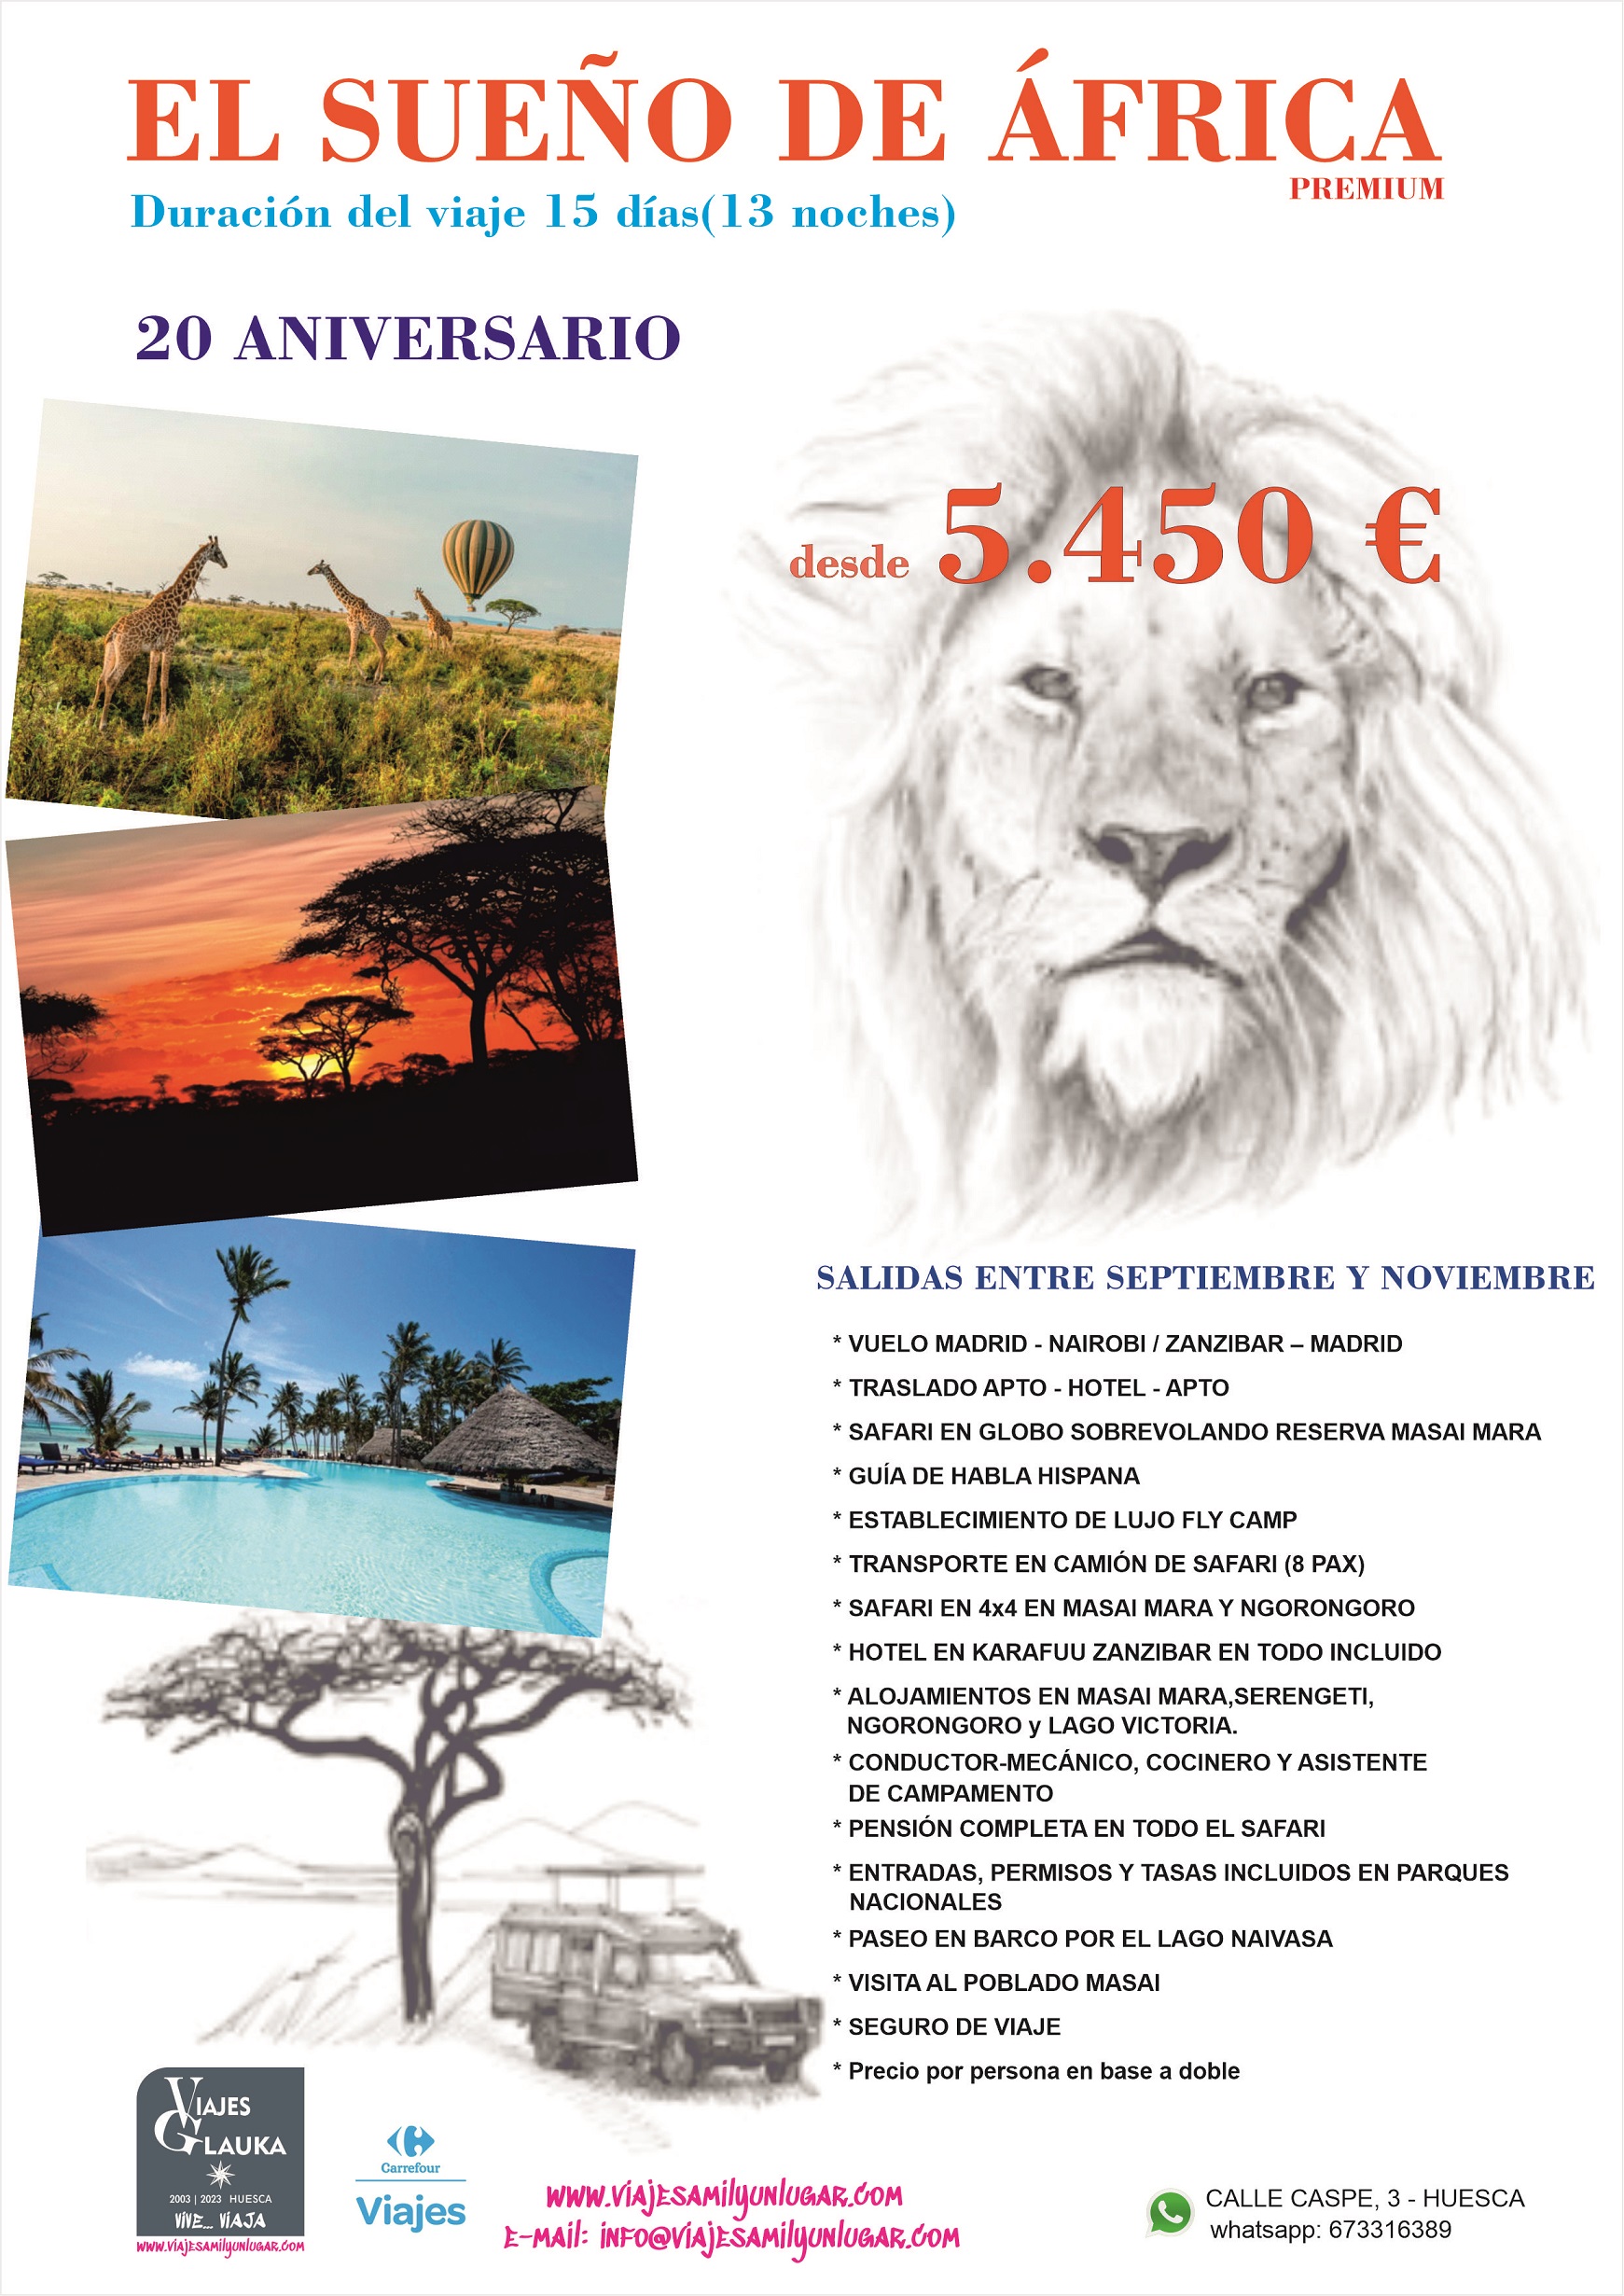 EL SUEÑO DE ÁFRICA
PREMIUM
Duración del viaje 15 días(13 noches)
20 ANIVERSARIO
desde 5.450 €
SALIDAS ENTRE SEPTIEMBRE Y NOVIEMBRE
* VUELO MADRID - NAIROBI / ZANZIBAR – MADRID
* TRASLADO APTO - HOTEL - APTO
* SAFARI EN GLOBO SOBREVOLANDO RESERVA MASAI MARA
* GUÍA DE HABLA HISPANA
* ESTABLECIMIENTO DE LUJO FLY CAMP
* TRANSPORTE EN CAMIÓN DE SAFARI (8 PAX)
* SAFARI EN 4x4 EN MASAI MARA Y NGORONGORO
* HOTEL EN KARAFUU ZANZIBAR EN TODO INCLUIDO
* ALOJAMIENTOS EN MASAI MARA,SERENGETI,
NGORONGORO y LAGO VICTORIA.
* CONDUCTOR-MECÁNICO, COCINERO Y ASISTENTE
DE CAMPAMENTO
* PENSIÓN COMPLETA EN TODO EL SAFARI
* ENTRADAS, PERMISOS Y TASAS INCLUIDOS EN PARQUES
NACIONALES
* PASEO EN BARCO POR EL LAGO NAIVASA
* VISITA AL POBLADO MASAI
* SEGURO DE VIAJE
* Precio por persona en base a doble
VIAJES
GLAUKA
2003 | 2023 HUESCA
VIVE... VIAJA
www.viajesamilyunlugar.com
Carrefour
Viajes
www.viajesamilyunlugar.com
E-mail: info@viajesamilyunlugar.com
CALLE CASPE, 3 - HUESCA
whatsapp: 673316389